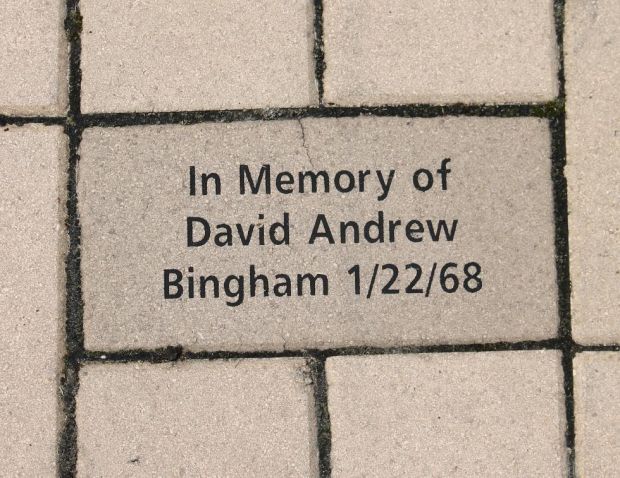 In Memory of
David Andrew
Bingham 1/22/68